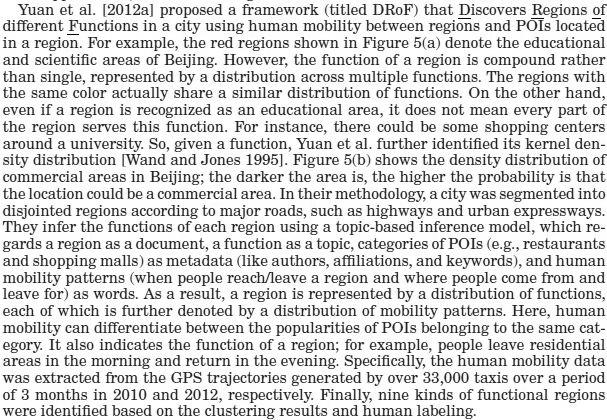 Yuan et al. [2012a] proposed a framework (titled DRoF) that Discovers Regions of
different Functions in a city using human mobility between regions and POIs located
in a region. For example, the red regions shown in Figure 5(a) denote the educational
and scientific areas of Beijing. However, the function of a region is compound rather
than single, represented by a distribution across multiple functions. The regions with
the same color actually share a similar distribution of functions. On the other hand,
even if a region is recognized as an educational area, it does not mean every part of
the region serves this function. For instance, there could be some shopping centers
around a university. So, given a function, Yuan et al. further identified its kernel den-
sity distribution [Wand and Jones 1995]. Figure 5(b) shows the density distribution of
commercial areas in Beijing; the darker the area is, the higher the probability is that
the location could be a commercial area. In their methodology, a city was segmented into
disjointed regions according to major roads, such as highways and urban expressways.
They infer the functions of each region using a topic-based inference model, which re-
gards a region as a document, a function as a topic, categories of POIs (e.g., restaurants
and shopping malls) as metadata (like authors, affiliations, and keywords), and human
mobility patterns (when people reach/leave a region and where people come from and
leave for) as words. As a result, a region is represented by a distribution of functions,
each of which is further denoted by a distribution of mobility patterns. Here, human
mobility can differentiate between the popularities of POIs belonging to the same cat-
egory. It also indicates the function of a region; for example, people leave residential
areas in the morning and return in the evening. Specifically, the human mobility data
was extracted from the GPS trajectories generated by over 33,000 taxis over a period
of 3 months in 2010 and 2012, respectively. Finally, nine kinds of functional regions
were identified based on the clustering results and human labeling.